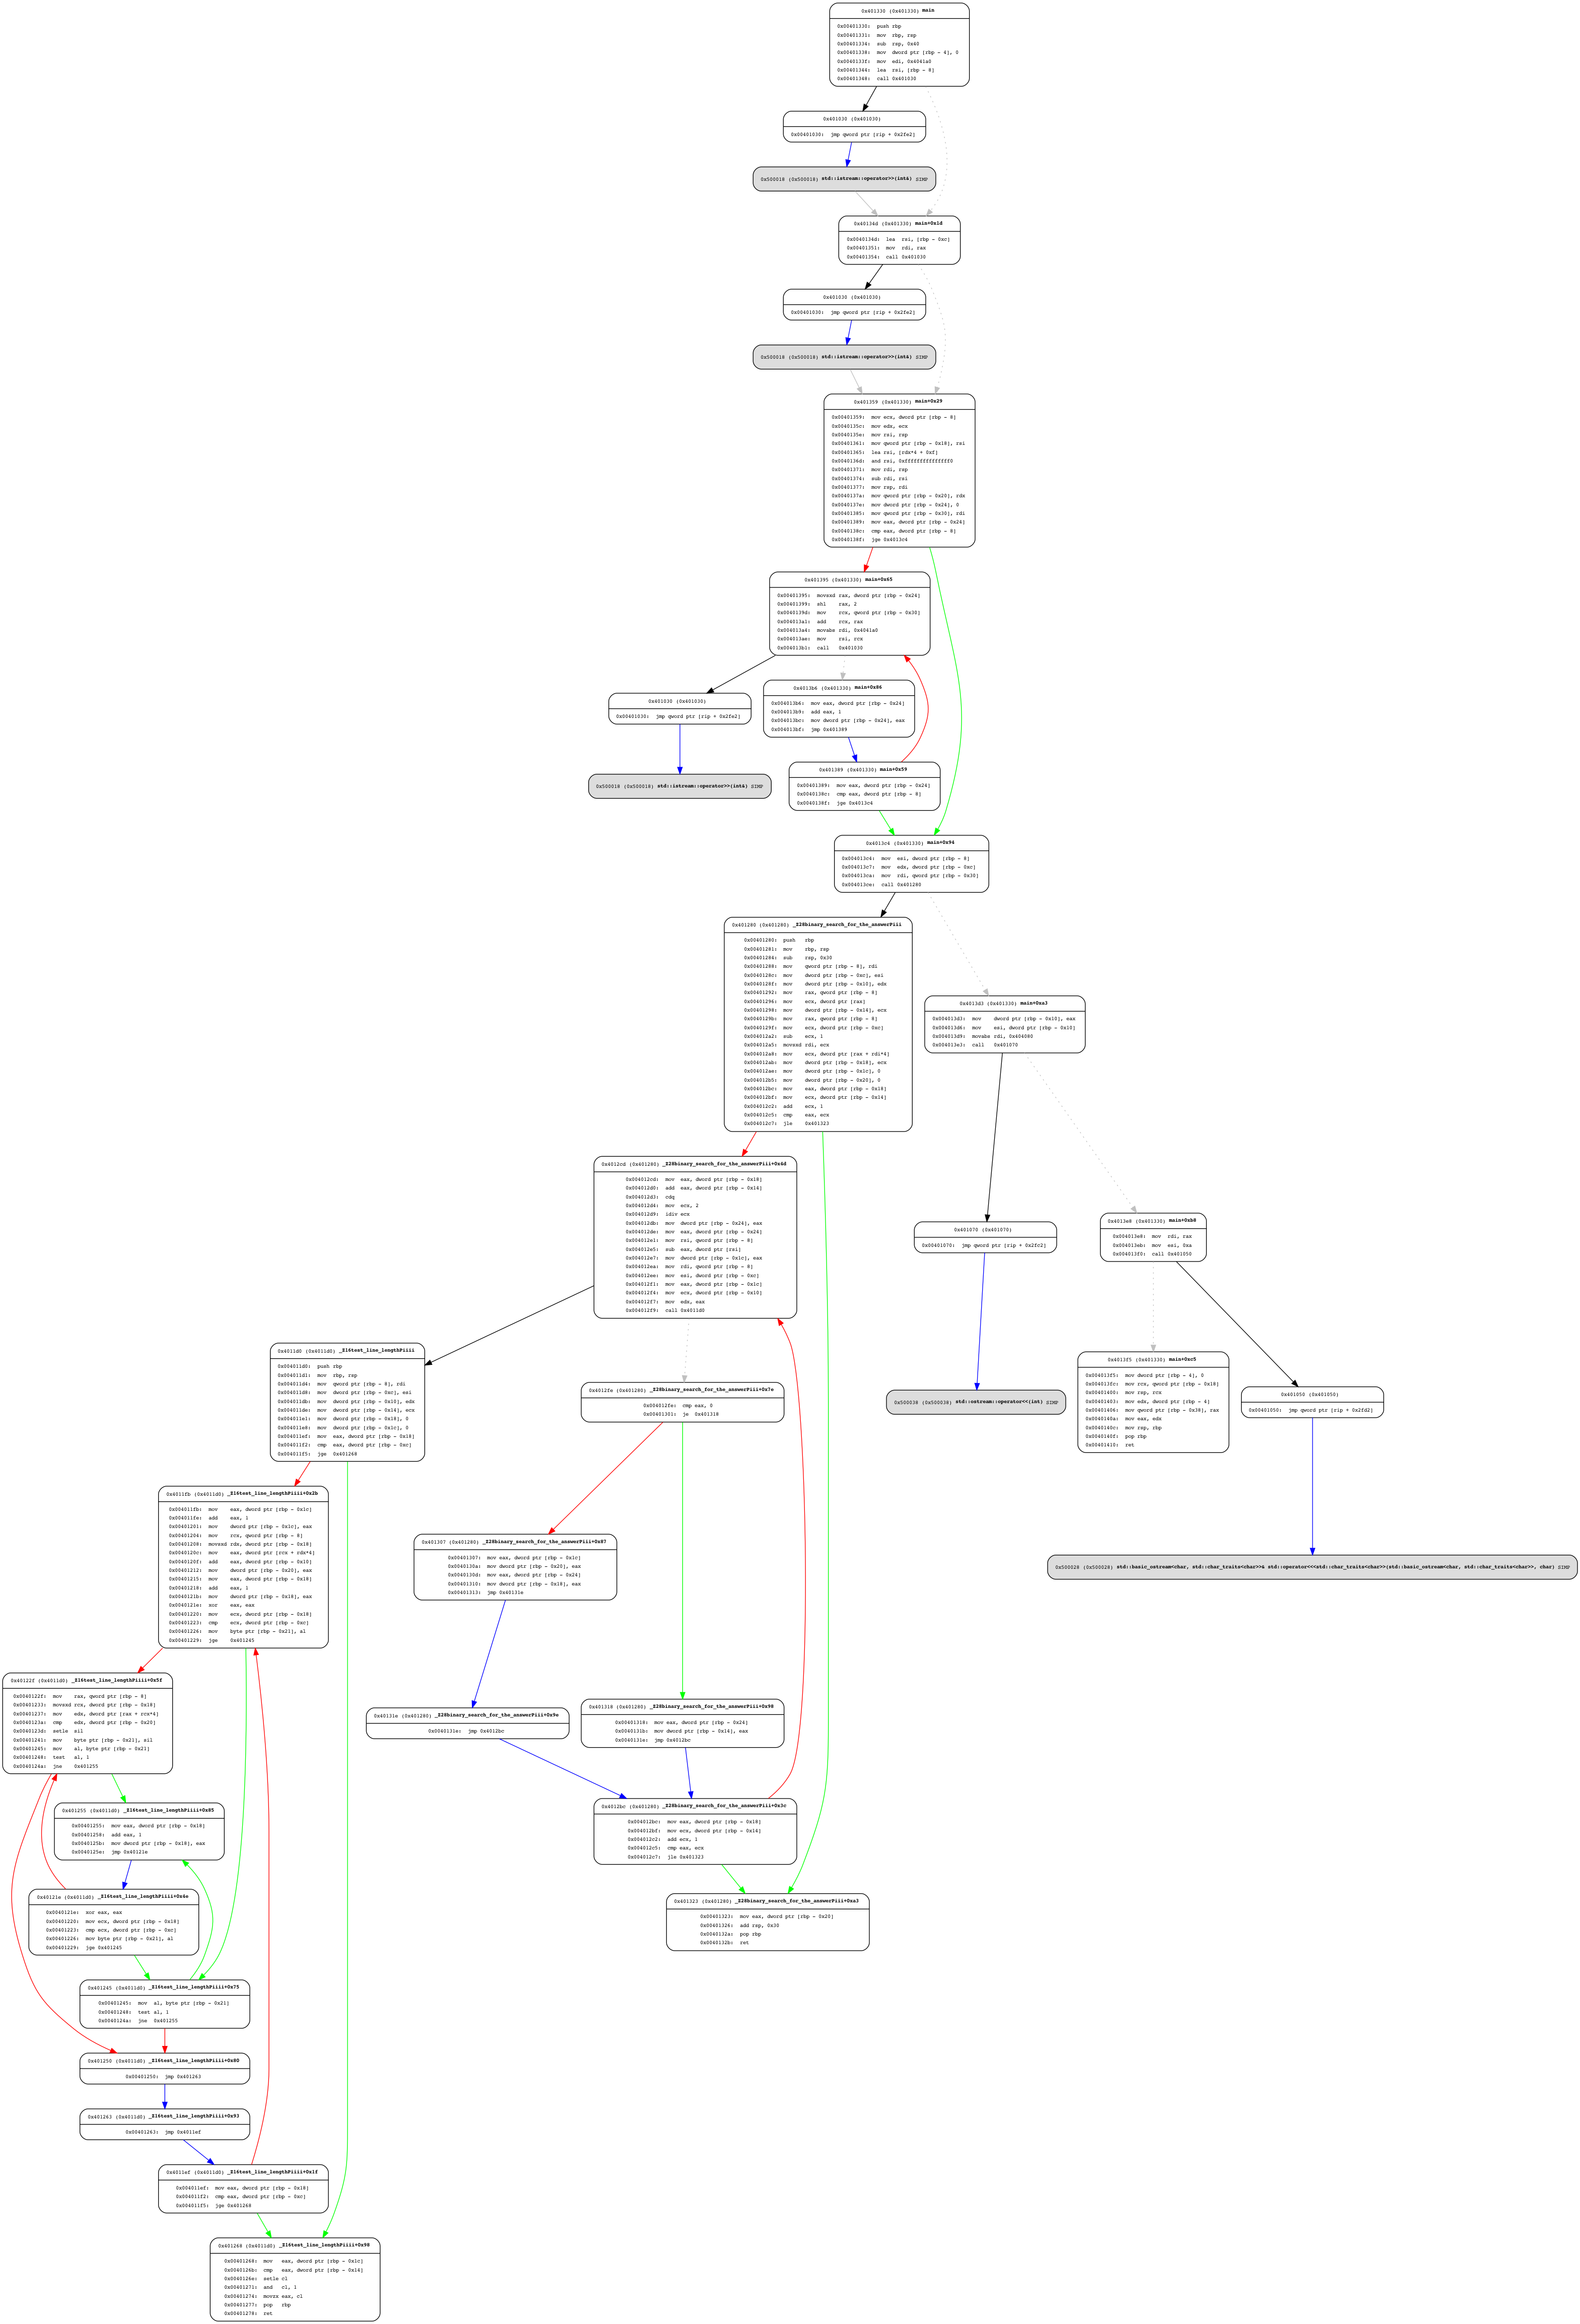 0x401330 (0x401330) main
0x00401330: push rbp
0x00401331: mov rbp, rsp
0x00401334: sub rsp, 0x40
0x00401338: mov dword ptr [rbp - 4], 0
0x0040133f: mov edi, 0x4041a0
0x00401344: lea rsi, [rbp - 8]
0x00401348: call 0x401030
0x401030 (0x401030)
0x00401030: jmp qword ptr [rip + 0x2fe2]
0x500018 (0x500018) std::istream::operator>>(int&) SIMP
0x40134d (0x401330) main+0x1d
0x0040134d: lea rsi, [rbp - 0xc]
0x00401351: mov rdi, rax
0x00401354: call 0x401030
0x401030 (0x401030)
0x00401030: jmp qword ptr [rip + 0x2fe2]
0x500018 (0x500018) std::istream::operator>>(int&) SIMP
0x401359 (0x401330) main+0x29
0x00401359: mov ecx, dword ptr [rbp - 8]
0x0040135c: mov edx, ecx
0x0040135e: mov rsi, rsp
0x00401361: mov qword ptr [rbp - 0x18], rsi
0x00401365: lea rsi, [rdx*4 + 0xf]
0x0040136d: and rsi, 0xfffffffffffffff0
0x00401371: mov rdi, rsp
0x00401374: sub rdi, rsi
0x00401377: mov rsp, rdi
0x0040137a: mov qword ptr [rbp - 0x20], rdx
0x0040137e: mov dword ptr [rbp - 0x24], 0
0x00401385: mov qword ptr [rbp - 0x30], rdi
0x00401389: mov eax, dword ptr [rbp - 0x24]
0x0040138c: cmp eax, dword ptr [rbp - 8]
0x0040138f: jge 0x4013c4
0x401395 (0x401330) main+0x65
0x00401395: movsxd rax, dword ptr [rbp - 0x24]
0x00401399: shl rax, 2
0x0040139d: mov rcx, qword ptr [rbp - 0x30]
0x004013a1: add rcx, rax
0x004013a4: movabs rdi, 0x4041a0
0x004013ae: mov rsi, rcx
0x004013b1: call 0x401030
0x401030 (0x401030)
0x00401030: jmp qword ptr [rip + 0x2fe2]
0x500018 (0x500018) std::istream::operator>>(int&) SIMP
0x4013b6 (0x401330) main+0x86
0x004013b6: mov eax, dword ptr [rbp - 0x24]
0x004013b9: add eax, 1
0x004013bc: mov dword ptr [rbp - 0x24], eax
0x004013bf: jmp 0x401389
0x401389 (0x401330) main+0x59
0x00401389: mov eax, dword ptr [rbp - 0x24]
0x0040138c: cmp eax, dword ptr [rbp - 8]
0x0040138f: jge 0x4013c4
0x4013c4 (0x401330) main+0x94
0x004013c4: mov esi, dword ptr [rbp - 8]
0x004013c7: mov edx, dword ptr [rbp - 0xc]
0x004013ca: mov rdi, qword ptr [rbp - 0x30]
0x004013ce: call 0x401280
0x401280 (0x401280) _Z28binary_search_for_the_answerPiii
0x00401280: push rbp
0x00401281: mov rbp, rsp
0x00401284: sub rsp, 0x30
0x00401288: mov qword ptr [rbp - 8], rdi
0x0040128c: mov dword ptr [rbp - 0xc], esi
0x0040128f: mov dword ptr [rbp - 0x10], edx
0x00401292: mov rax, qword ptr [rbp - 8]
0x00401296: mov ecx, dword ptr [rax]
0x00401298: mov dword ptr [rbp - 0x14], ecx
0x0040129b: mov rax, qword ptr [rbp - 8]
0x0040129f: mov ecx, dword ptr [rbp - 0xc]
0x004012a2: sub ecx, 1
0x004012a5: movsxd rdi, ecx
0x004012a8: mov ecx, dword ptr [rax + rdi*4]
0x004012ab: mov dword ptr [rbp - 0x18], ecx
0x004012ae: mov dword ptr [rbp - 0x1c], 0
0x004012b5: mov dword ptr [rbp - 0x20], 0
0x004012bc: mov eax, dword ptr [rbp - 0x18]
0x004012bf: mov ecx, dword ptr [rbp - 0x14]
0x004012c2: add ecx, 1
0x004012c5: cmp eax, ecx
0x004012c7: jle 0x401323
0x4013d3 (0x401330) main+0xa3
0x004013d3: mov dword ptr [rbp - 0x10], eax
0x004013d6: mov esi, dword ptr [rbp - 0x10]
0x004013d9: movabs rdi, 0x404080
0x004013e3: call 0x401070
0x4012cd (0x401280) _Z28binary_search_for_the_answerPiii+0x4d
0x004012cd: mov eax, dword ptr [rbp - 0x18]
0x004012d0: add eax, dword ptr [rbp - 0x14]
0x004012d3: cdq
0x004012d4: mov ecx, 2
0x004012d9: idiv ecx
0x004012db: mov dword ptr [rbp - 0x24], eax
0x004012de: mov eax, dword ptr [rbp - 0x24]
0x004012e1: mov rsi, qword ptr [rbp - 8]
0x004012e5: sub eax, dword ptr [rsi]
0x004012e7: mov dword ptr [rbp - 0x1c], eax
0x004012ea: mov rdi, qword ptr [rbp - 8]
0x004012ee: mov esi, dword ptr [rbp - 0xc]
0x004012f1: mov eax, dword ptr [rbp - 0x1c]
0x004012f4: mov ecx, dword ptr [rbp - 0x10]
0x004012f7: mov edx, eax
0x004012f9: call 0x4011d0
0x401070 (0x401070)
0x00401070: jmp qword ptr [rip + 0x2fc2]
0x4013e8 (0x401330) main+0xb8
0x004013e8: mov rdi, rax
0x004013eb: mov esi, 0xa
0x004013f0: call 0x401050
0x4011d0 (0x4011d0) _Z16test_line_lengthPiiii
0x004011d0: push rbp
0x004011d1: mov rbp, rsp
0x004011d4: mov qword ptr [rbp - 8], rdi
0x004011d8: mov dword ptr [rbp - 0xc], esi
0x004011db: mov dword ptr [rbp - 0x10], edx
0x004011de: mov dword ptr [rbp - 0x14], ecx
0x004011e1: mov dword ptr [rbp - 0x18], 0
0x004011e8: mov dword ptr [rbp - 0x1c], 0
0x004011ef: mov eax, dword ptr [rbp - 0x18]
0x004011f2: cmp eax, dword ptr [rbp - 0xc]
0x004011f5: jge 0x401268
0x4012fe (0x401280) _Z28binary_search_for_the_answerPiii+0x7e
0x004012fe: cmp eax, 0
0x00401301: je 0x401318
0x500038 (0x500038) std::ostream::operator<<(int) SIMP
0x4013f5 (0x401330) main+0xc5
0x004013f5: mov dword ptr [rbp - 4], 0
0x004013fc: mov rcx, qword ptr [rbp - 0x18]
0x00401400: mov rsp, rcx
0x00401403: mov edx, dword ptr [rbp - 4]
0x00401406: mov qword ptr [rbp - 0x38], rax
0x0040140a: mov eax, edx
0x0040140c: mov rsp, rbp
0x0040140f: pop rbp
0x00401410: ret
0x401050 (0x401050)
0x00401050: jmp qword ptr [rip + 0x2fd2]
0x4011fb (0x4011d0) _Z16test_line_lengthPiiii+0x2b
0x004011fb: mov eax, dword ptr [rbp - 0x1c]
0x004011fe: add eax, 1
0x00401201: mov dword ptr [rbp - 0x1c], eax
0x00401204: mov rcx, qword ptr [rbp - 8]
0x00401208: movsxd rdx, dword ptr [rbp - 0x18]
0x0040120c: mov eax, dword ptr [rcx + rdx*4]
0x0040120f: add eax, dword ptr [rbp - 0x10]
0x00401212: mov dword ptr [rbp - 0x20], eax
0x00401215: mov eax, dword ptr [rbp - 0x18]
0x00401218: add eax, 1
0x0040121b: mov dword ptr [rbp - 0x18], eax
0x0040121e: xor eax, eax
0x00401220: mov ecx, dword ptr [rbp - 0x18]
0x00401223: cmp ecx, dword ptr [rbp - 0xc]
0x00401226: mov byte ptr [rbp - 0x21], al
0x00401229: jge 0x401245
0x401307 (0x401280) _Z28binary_search_for_the_answerPiii+0x87
0x00401307: mov eax, dword ptr [rbp - 0x1c]
0x0040130a: mov dword ptr [rbp - 0x20], eax
0x0040130d: mov eax, dword ptr [rbp - 0x24]
0x00401310: mov dword ptr [rbp - 0x18], eax
0x00401313: jmp 0x40131e
0x500028 (0x500028) std::basic_ostream<char, std::char_traits<char>>& std::operator<<<std::char_traits<char>>(std::basic_ostream<char, std::char_traits<char>>, char) SIMP
0x40122f (0x4011d0) _Z16test_line_lengthPiiii+0x5f
0x0040122f: mov rax, qword ptr [rbp - 8]
0x00401233: movsxd rcx, dword ptr [rbp - 0x18]
0x00401237: mov edx, dword ptr [rax + rcx*4]
0x0040123a: cmp edx, dword ptr [rbp - 0x20]
0x0040123d: setle sil
0x00401241: mov byte ptr [rbp - 0x21], sil
0x00401245: mov al, byte ptr [rbp - 0x21]
0x00401248: test al, 1
0x0040124a: jne 0x401255
0x40131e (0x401280) _Z28binary_search_for_the_answerPiii+0x9e
0x0040131e: jmp 0x4012bc
0x401318 (0x401280) _Z28binary_search_for_the_answerPiii+0x98
0x00401318: mov eax, dword ptr [rbp - 0x24]
0x0040131b: mov dword ptr [rbp - 0x14], eax
0x0040131e: jmp 0x4012bc
0x401255 (0x4011d0) _Z16test_line_lengthPiiii+0x85
0x00401255: mov eax, dword ptr [rbp - 0x18]
0x00401258: add eax, 1
0x0040125b: mov dword ptr [rbp - 0x18], eax
0x0040125e: jmp 0x40121e
0x4012bc (0x401280) _Z28binary_search_for_the_answerPiii+0x3c
0x004012bc: mov eax, dword ptr [rbp - 0x18]
0x004012bf: mov ecx, dword ptr [rbp - 0x14]
0x004012c2: add ecx, 1
0x004012c5: cmp eax, ecx
0x004012c7: jle 0x401323
0x40121e (0x4011d0) _Z16test_line_lengthPiiii+0x4e
0x0040121e: xor eax, eax
0x00401220: mov ecx, dword ptr [rbp - 0x18]
0x00401223: cmp ecx, dword ptr [rbp - 0xc]
0x00401226: mov byte ptr [rbp - 0x21], al
0x00401229: jge 0x401245
0x401323 (0x401280) _Z28binary_search_for_the_answerPiii+0xa3
0x00401323: mov eax, dword ptr [rbp - 0x20]
0x00401326: add rsp, 0x30
0x0040132a: pop rbp
0x0040132b: ret
0x401245 (0x4011d0) _Z16test_line_lengthPiiii+0x75
0x00401245: mov al, byte ptr [rbp - 0x21]
0x00401248: test al, 1
0x0040124a: jne 0x401255
0x401250 (0x4011d0) _Z16test_line_lengthPiiii+0x80
0x00401250: jmp 0x401263
0x401263 (0x4011d0) _Z16test_line_lengthPiiii+0x93
0x00401263: jmp 0x4011ef
0x4011ef (0x4011d0) _Z16test_line_lengthPiiii+0x1f
0x004011ef: mov eax, dword ptr [rbp - 0x18]
0x004011f2: cmp eax, dword ptr [rbp - 0xc]
0x004011f5: jge 0x401268
0x401268 (0x4011d0) _Z16test_line_lengthPiiii+0x98
0x00401268: mov eax, dword ptr [rbp - 0x1c]
0x0040126b: cmp eax, dword ptr [rbp - 0x14]
0x0040126e: setle cl
0x00401271: and cl, 1
0x00401274: movzx eax, cl
0x00401277: pop rbp
0x00401278: ret